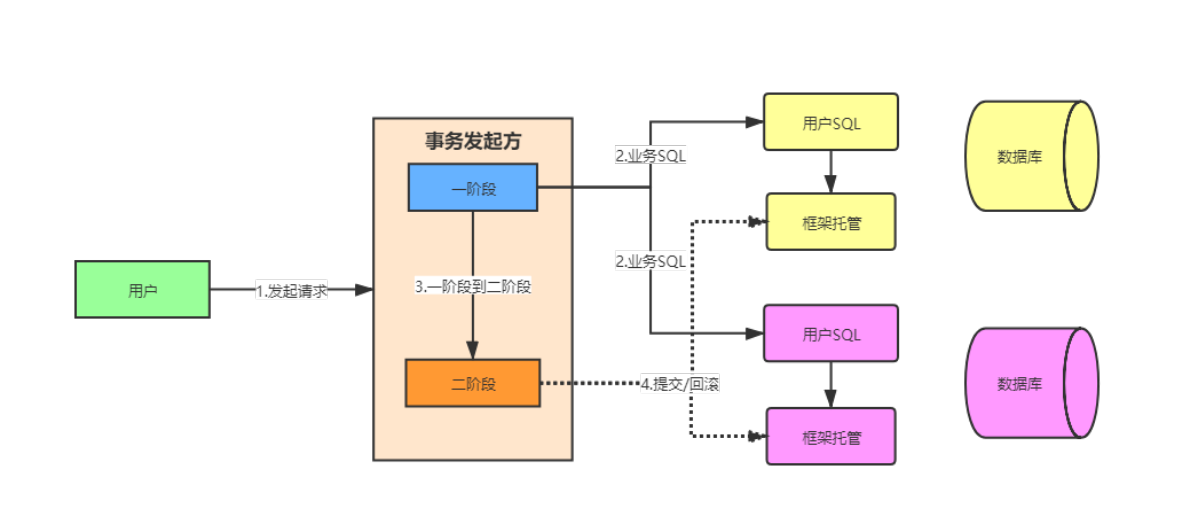 事务发起方
一阶段
3.一阶段到二阶段
二阶段
用户
1.发起请求
2.业务SQL
2.业务SQL
4.提交/回滚
用户SQL
框架托管
数据库
用户SQL
框架托管
数据库